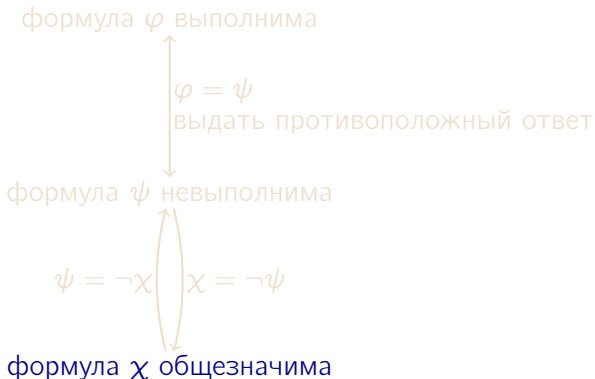 формула φ выполнима
φ = ψ
выдать противоположный ответ
формула ψ невыполнима
ψ = ¬χ χ = ¬ψ
формула χ общезначима